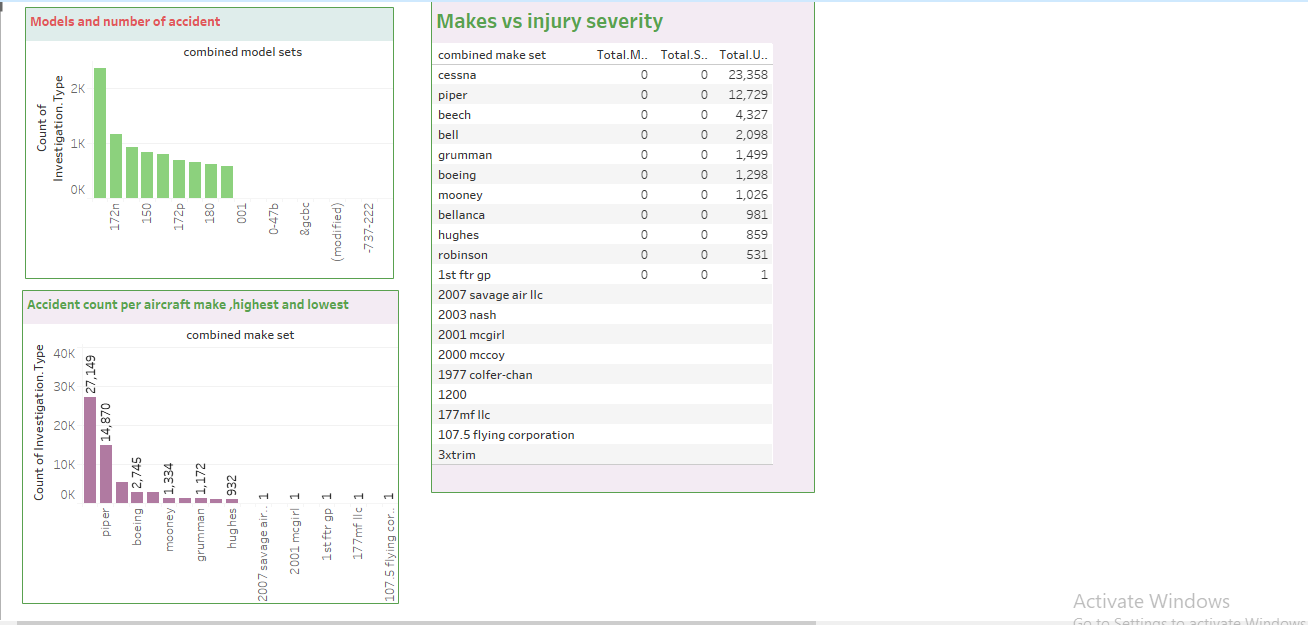 Models and number of accident
combined model sets
Count of
Investigation.Type
2K
1K
0K
172n
150
172p
180
001
0-47b
&gcbc
(modified)
-737-222
Accident count per aircraft make ,highest and lowest
combined make set
Count of Investigation.Type
40K
30K
20K
10K
0K
27,149
14,870
2,745
1,334
1,172
932
1
1
1
1
1
piper
boeing
mooney
grumman
hughes
2007 savage air..
2001 mcgirl
1st ftr gp
177mf llc
107.5 flying cor..
Makes vs injury severity
combined make set Total.M.. Total.S.. Total.U..
cessna 0 0 23,358
piper 0 0 12,729
beech 0 0 4,327
bell 0 0 2,098
grumman 0 0 1,499
boeing 0 0 1,298
mooney 0 0 1,026
bellanca 0 0 981
hughes 0 0 859
robinson 0 0 531
1st ftr gp 0 0 1
2007 savage air llc
2003 nash
2001 mcgirl
2000 mccoy
1977 colfer-chan
1200
177mf llc
107.5 flying corporation
3xtrim
Activate Windows
Go to Settings to activate Windows